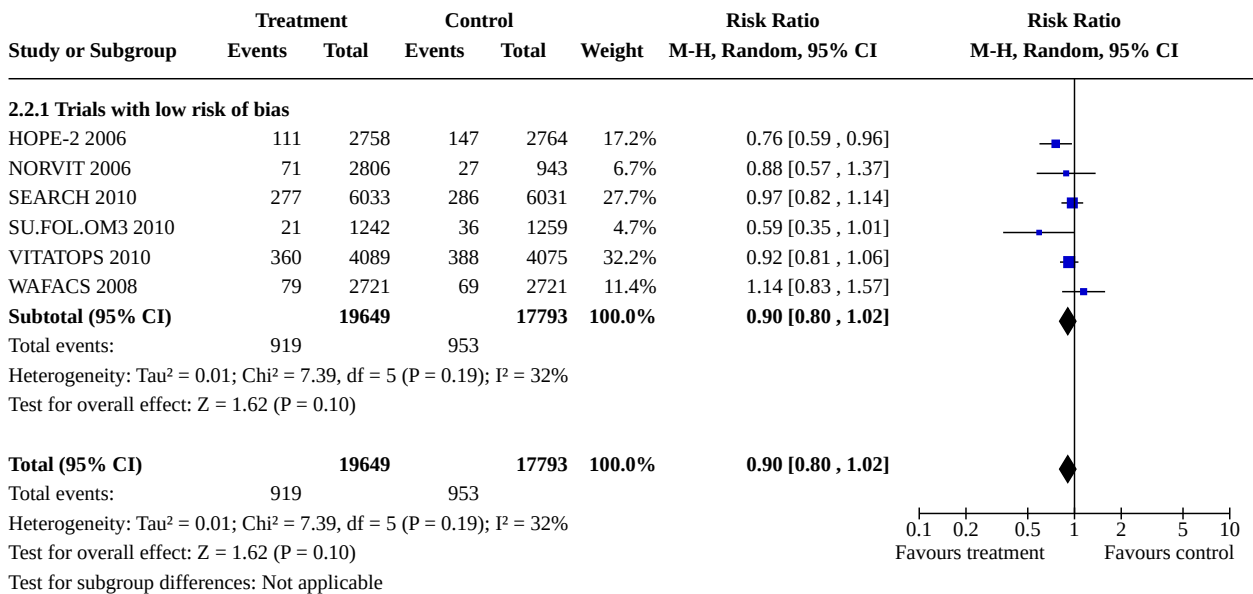 Treatment Control Risk Ratio Risk Ratio
Study or Subgroup Events Total Events Total Weight M-H, Random, 95% CI M-H, Random, 95% CI
2.2.1 Trials with low risk of bias
HOPE-2 2006 111 2758 147 2764 17.2% 0.76 [0.59 , 0.96]
NORVIT 2006 71 2806 27 943 6.7% 0.88 [0.57 , 1.37]
SEARCH 2010 277 6033 286 6031 27.7% 0.97 [0.82 , 1.14]
SU.FOL.OM3 2010 21 1242 36 1259 4.7% 0.59 [0.35 , 1.01]
VITATOPS 2010 360 4089 388 4075 32.2% 0.92 [0.81 , 1.06]
WAFACS 2008 79 2721 69 2721 11.4% 1.14 [0.83 , 1.57]
Subtotal (95% CI) 19649 17793 100.0% 0.90 [0.80 , 1.02]
Total events: 919 953
Heterogeneity: Tau² = 0.01; Chi² = 7.39, df = 5 (P = 0.19); I² = 32%
Test for overall effect: Z = 1.62 (P = 0.10)
Total (95% CI) 19649 17793 100.0% 0.90 [0.80 , 1.02]
Total events: 919 953
Heterogeneity: Tau² = 0.01; Chi² = 7.39, df = 5 (P = 0.19); I² = 32%
0.1 0.2 0.5 1 2 5 10
Test for overall effect: Z = 1.62 (P = 0.10) Favours treatment Favours control
Test for subgroup differences: Not applicable